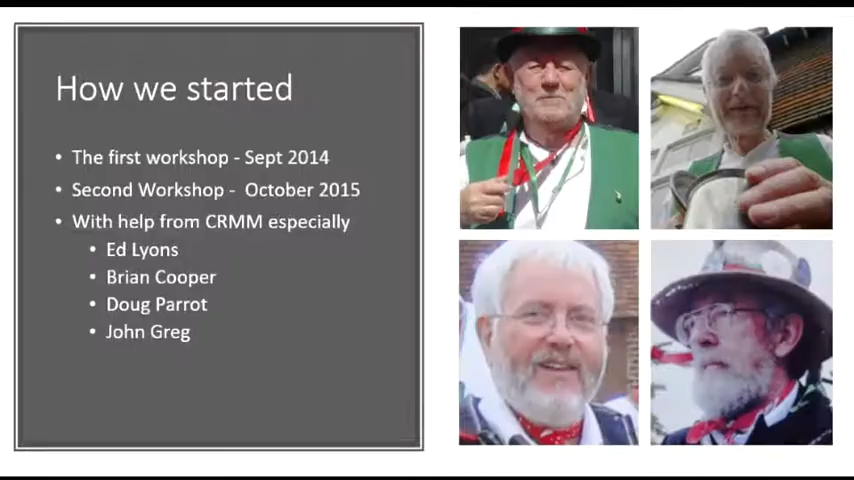 How we started
• The first workshop - Sept 2014
• Second Workshop - October 2015
• With help from CRMM especially
• Ed Lyons
• Brian Cooper
• Doug Parrot
• John Greg